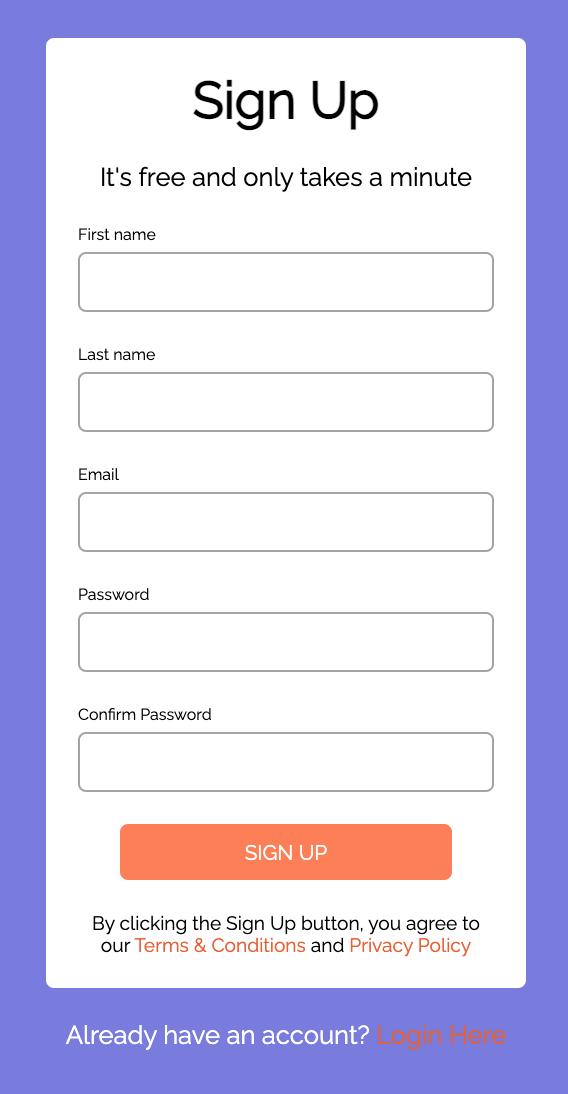 Sign Up
It's free and only takes a minute
First name
Last name
Email
Password
Confirm Password
SIGN UP
By clicking the Sign Up button, you agree to
our Terms & Conditions and Privacy Policy
Already have an account? Login Here